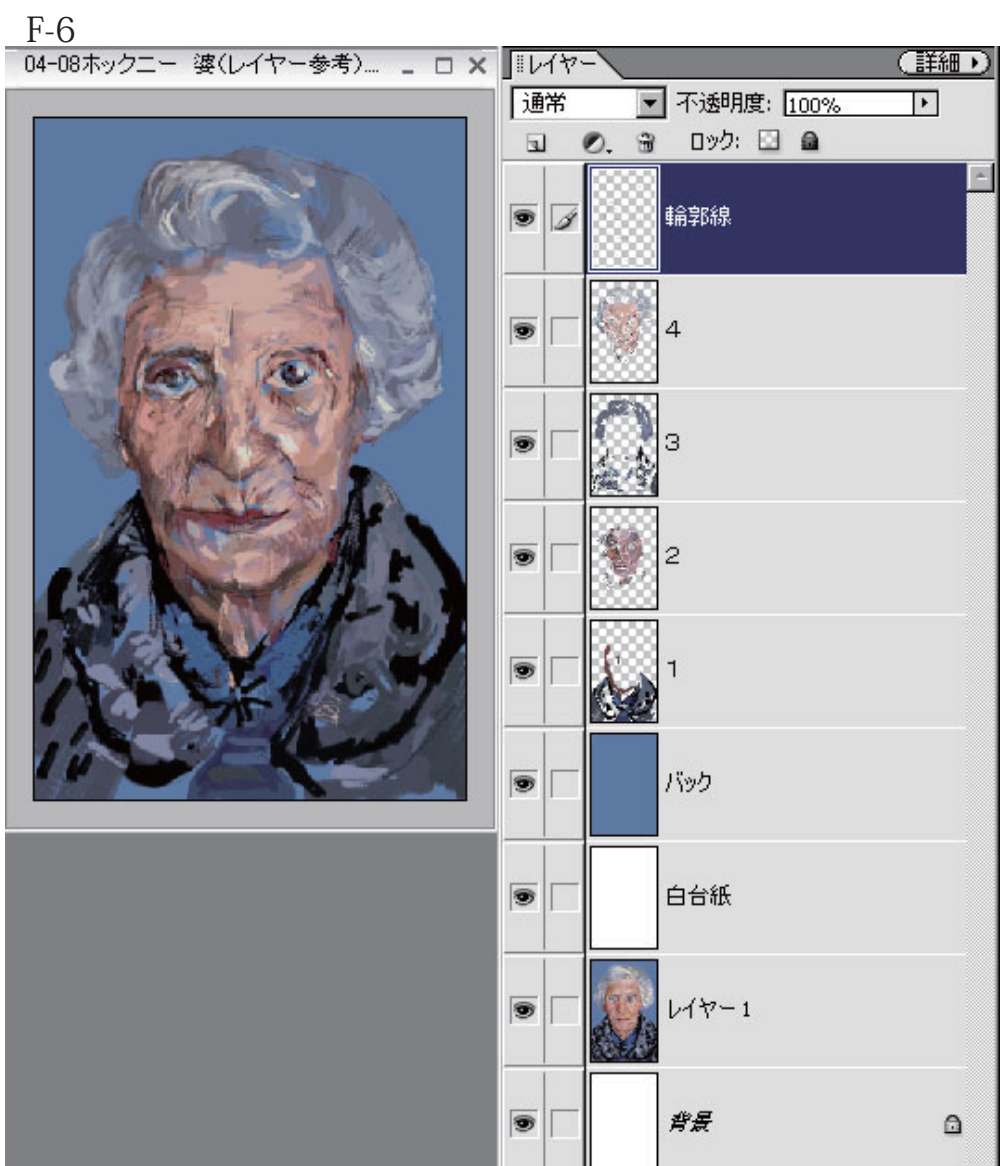 F-6
04-08ホックニー 婆(レイヤー参考)...
レイヤー
詳細
通常
不透明度: 100%
ロック:
輪郭線
4
3
2
1
バック
白台紙
レイヤー 1
背景